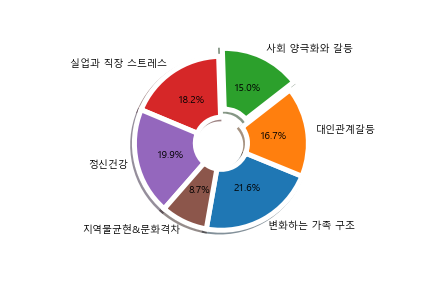 사회 양극화와 갈등
15.0%
실업과 직장 스트레스
18.2%
대인관계갈등
16.7%
정신건강
19.9%
변화하는 가족 구조
21.6%
지역불균현&문화격차
8.7%